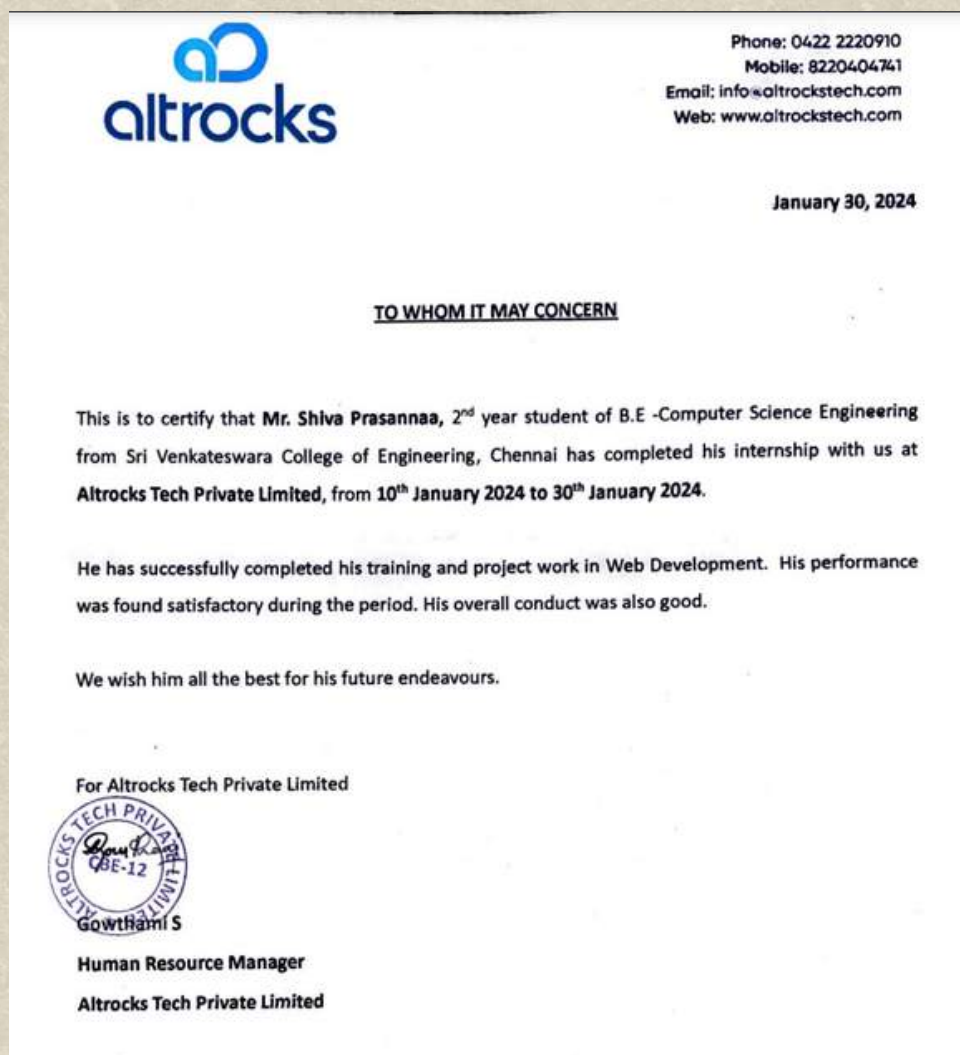 altrocks
Phone: 0422 2220910
Mobile: 8220404741
Email: info@altrockstech.com
Web: www.altrockstech.com
January 30, 2024
TO WHOM IT MAY CONCERN
This is to certify that Mr. Shiva Prasannaa, 2nd year student of B.E -Computer Science Engineering
from Sri Venkateswara College of Engineering, Chennai has completed his internship with us at
Altrocks Tech Private Limited, from 10th January 2024 to 30th January 2024.
He has successfully completed his training and project work in Web Development. His performance
was found satisfactory during the period. His overall conduct was also good.
We wish him all the best for his future endeavours.
For Altrocks Tech Private Limited
ALTROCKS TECH PRIVATE LIMITED
CBE-12
Gowthami S
Human Resource Manager
Altrocks Tech Private Limited